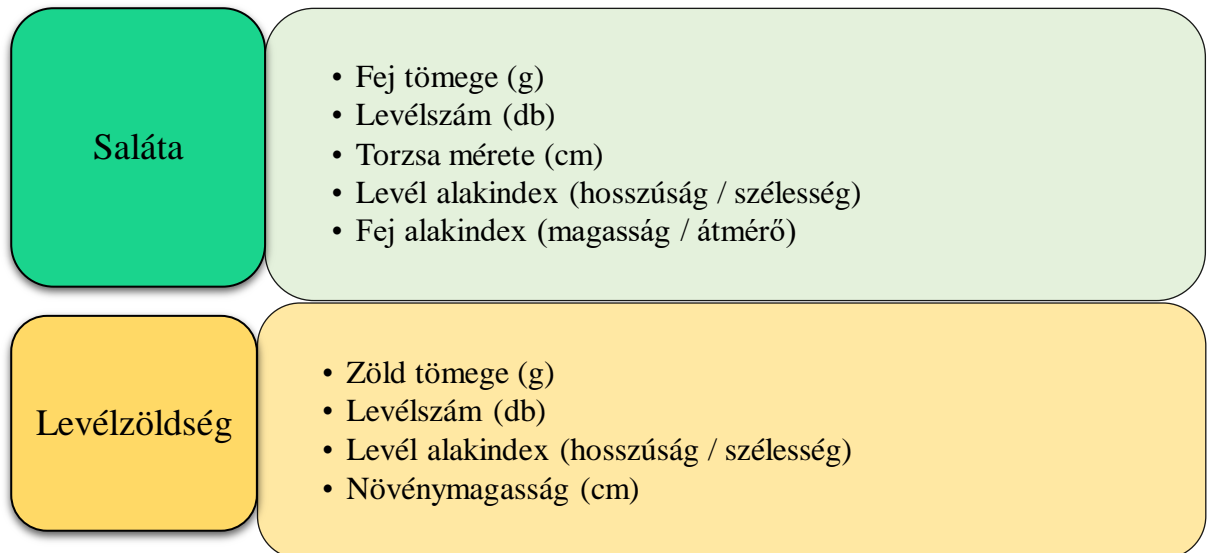 Saláta
• Fej tömege (g)
• Levélszám (db)
• Torzsa mérete (cm)
• Levél alakindex (hosszúság / szélesség)
• Fej alakindex (magasság / átmérő)
Levélzöldség
• Zöld tömege (g)
• Levélszám (db)
• Levél alakindex (hosszúság / szélesség)
• Növénymagasság (cm)